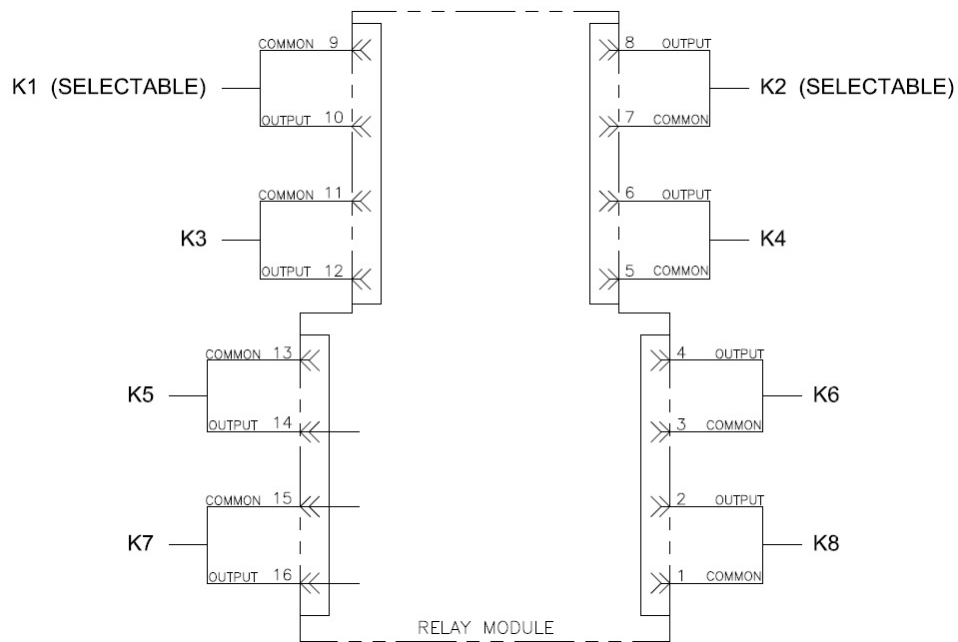 COMMON 9
K1 (SELECTABLE)
OUTPUT 10
8 OUTPUT
K2 (SELECTABLE)
7 COMMON
COMMON 11
K3
OUTPUT 12
6 OUTPUT
K4
5 COMMON
COMMON 13
K5
OUTPUT 14
4 OUTPUT
K6
3 COMMON
COMMON 15
K7
OUTPUT 16
2 OUTPUT
K8
1 COMMON
RELAY MODULE